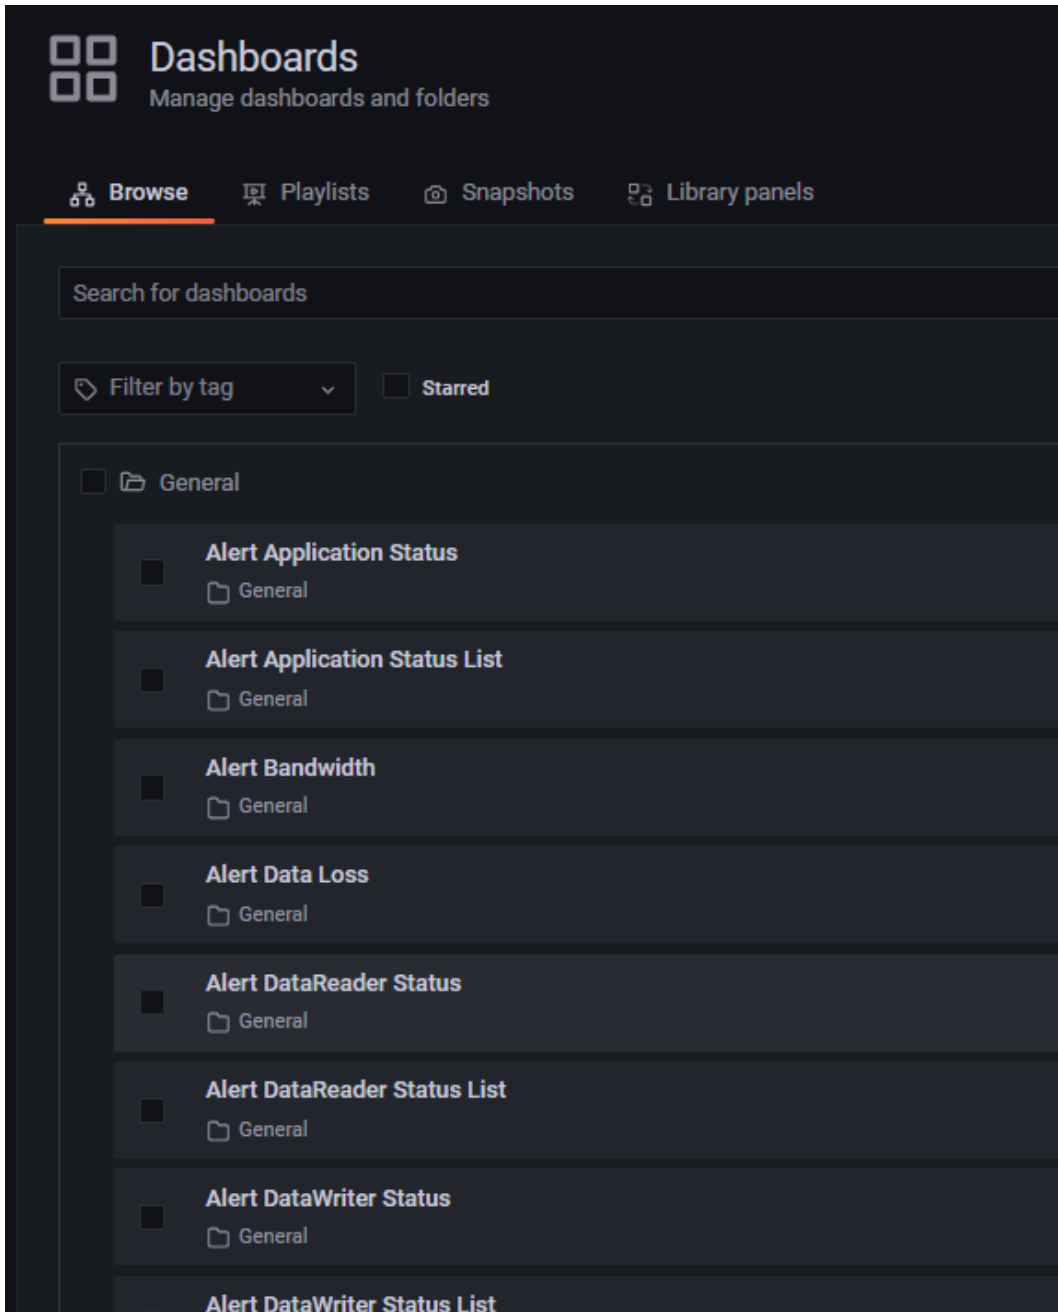 Dashboards
Manage dashboards and folders
Browse Playlists Snapshots Library panels
Search for dashboards
Filter by tag Starred
General
Alert Application Status
General
Alert Application Status List
General
Alert Bandwidth
General
Alert Data Loss
General
Alert DataReader Status
General
Alert DataReader Status List
General
Alert DataWriter Status
General
Alert DataWriter Status List